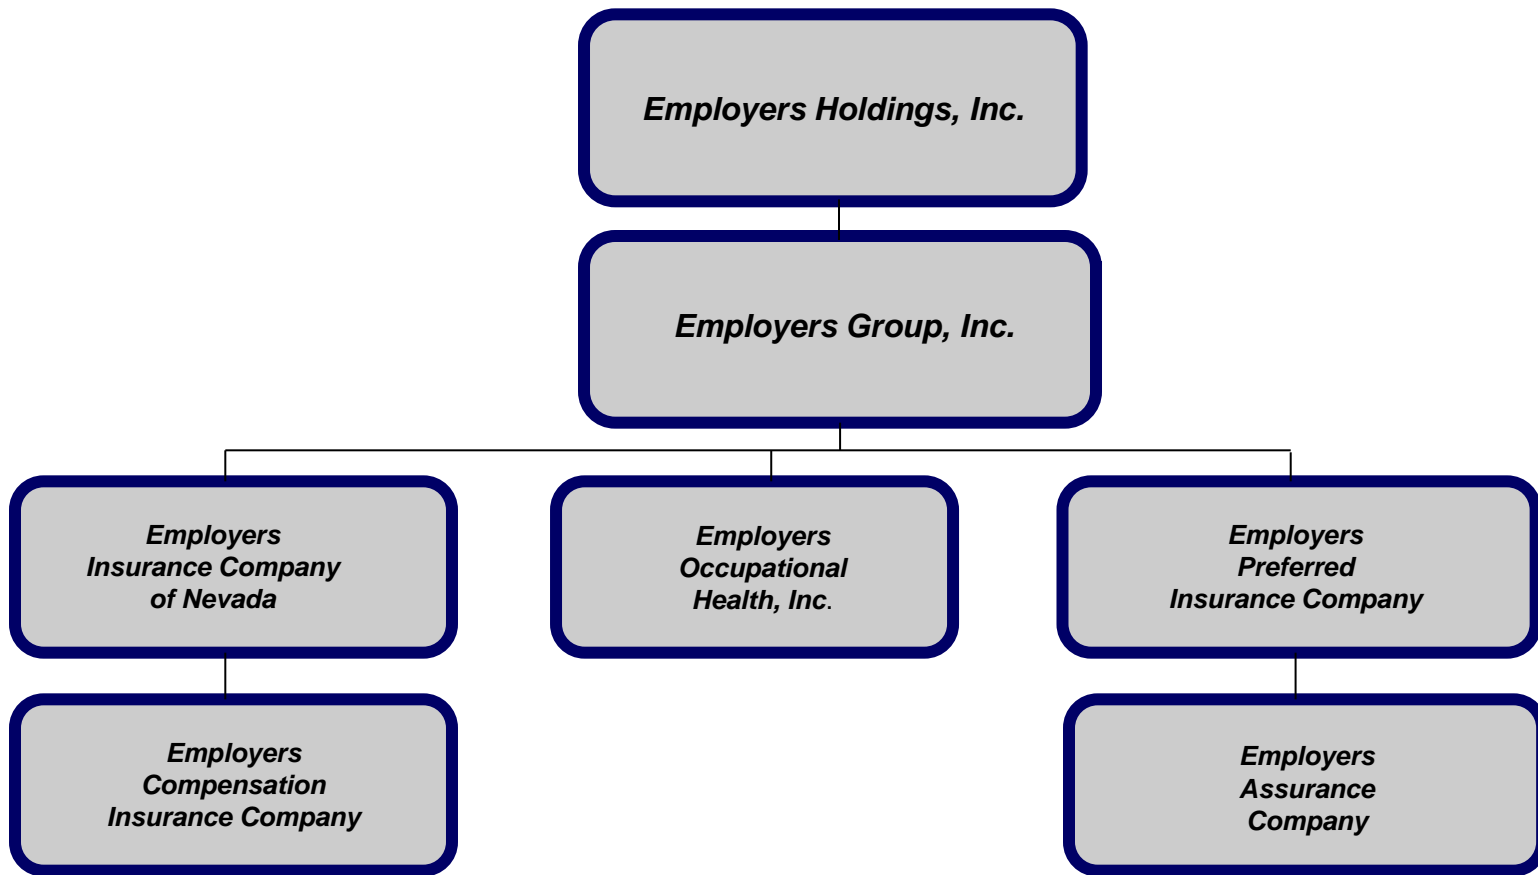 Employers Holdings, Inc.
Employers Group, Inc.
Employers
Insurance Company
of Nevada
Employers
Occupational
Health, Inc.
Employers
Preferred
Insurance Company
Employers
Compensation
Insurance Company
Employers
Assurance
Company